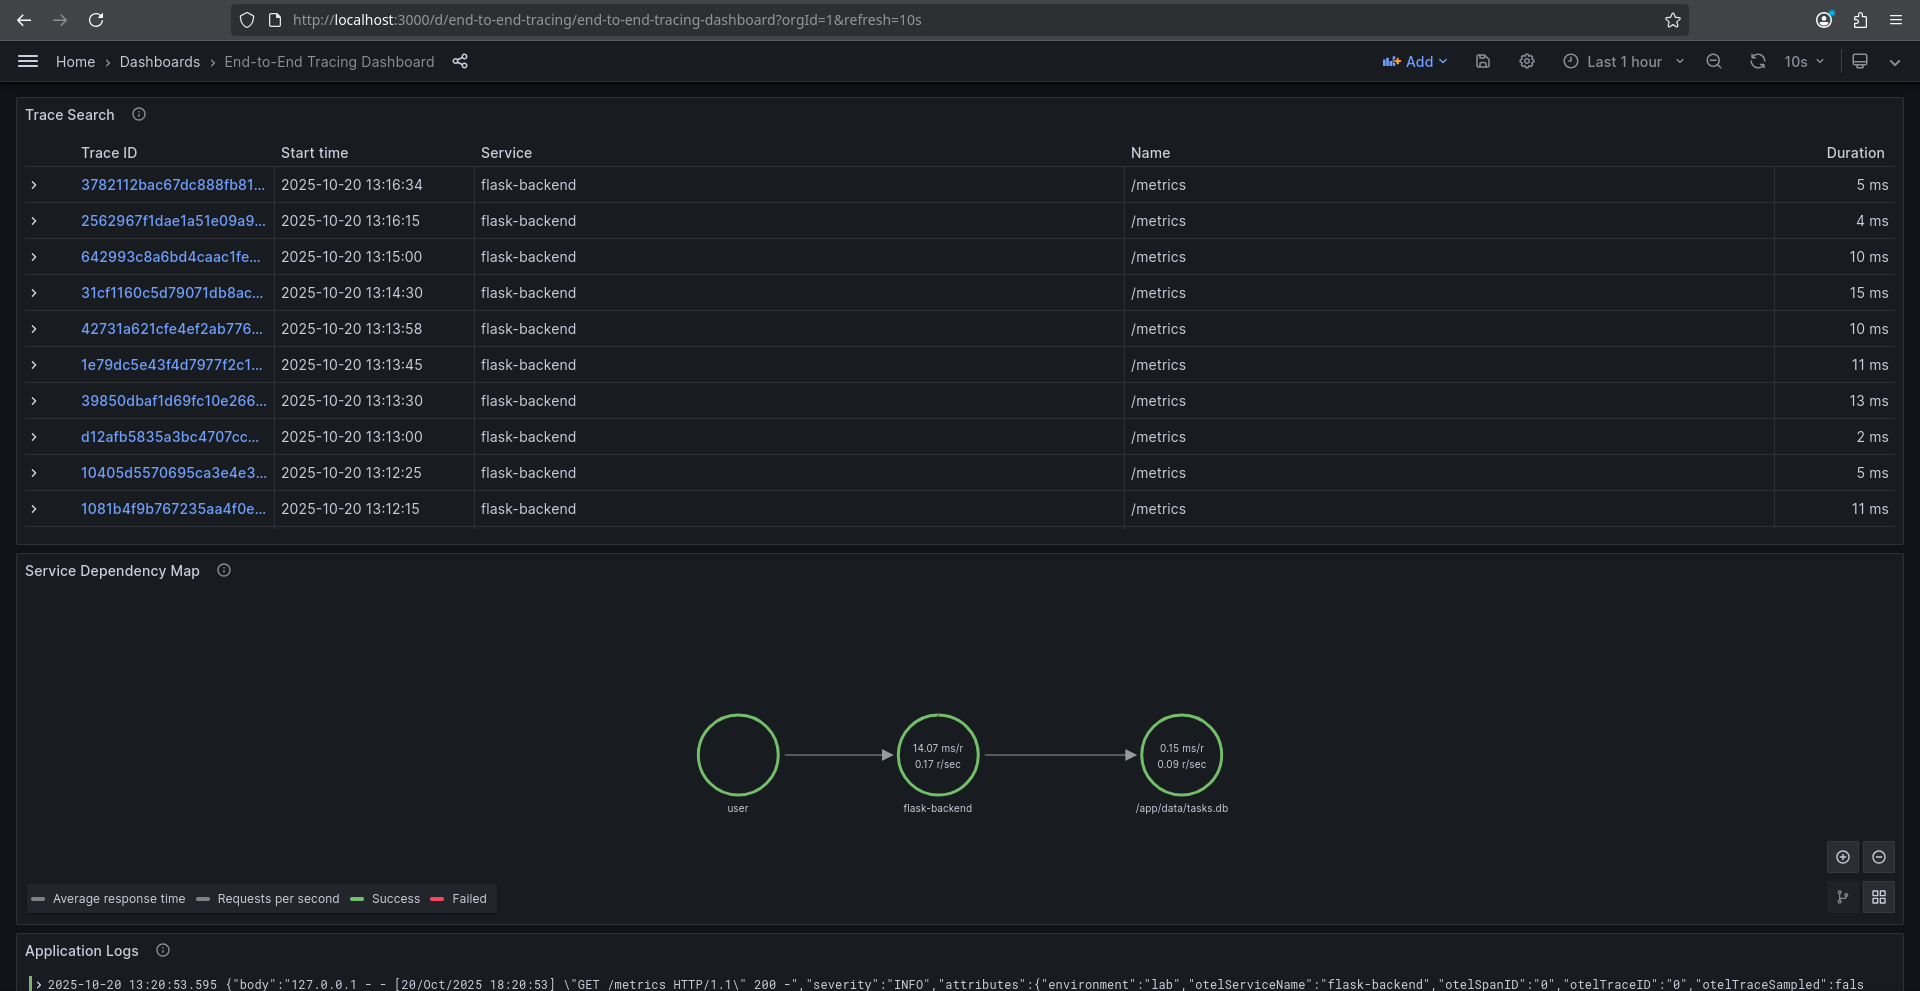 http://localhost:3000/d/end-to-end-tracing/end-to-end-tracing-dashboard?orgId=1&refresh=10s
Home › Dashboards › End-to-End Tracing Dashboard
Add
Last 1 hour
10s
Trace Search
Trace ID Start time Service Name Duration
3782112bac67dc888fb81... 2025-10-20 13:16:34 flask-backend /metrics 5 ms
2562967f1dae1a51e09a9... 2025-10-20 13:16:15 flask-backend /metrics 4 ms
642993c8a6bd4caac1fe... 2025-10-20 13:15:00 flask-backend /metrics 10 ms
31cf1160c5d79071db8ac... 2025-10-20 13:14:30 flask-backend /metrics 15 ms
42731a621cfe4ef2ab776... 2025-10-20 13:13:58 flask-backend /metrics 10 ms
1e79dc5e43f4d7977f2c1... 2025-10-20 13:13:45 flask-backend /metrics 11 ms
39850dbaf1d69fc10e266... 2025-10-20 13:13:30 flask-backend /metrics 13 ms
d12afb5835a3bc4707cc... 2025-10-20 13:13:00 flask-backend /metrics 2 ms
10405d5570695ca3e4e3... 2025-10-20 13:12:25 flask-backend /metrics 5 ms
1081b4f9b767235aa4f0e... 2025-10-20 13:12:15 flask-backend /metrics 11 ms
Service Dependency Map
14.07 ms/r
0.17 r/sec
0.15 ms/r
0.09 r/sec
user
flask-backend
/app/data/tasks.db
Average response time Requests per second Success Failed
Application Logs
2025-10-20 13:20:53.595 {"body":"127.0.0.1 - - [20/Oct/2025 18:20:53] \"GET /metrics HTTP/1.1\" 200 -","severity":"INFO","attributes":{"environment":"lab","otelServiceName":"flask-backend","otelSpanID":"0","otelTraceID":"0","otelTraceSampled":fals